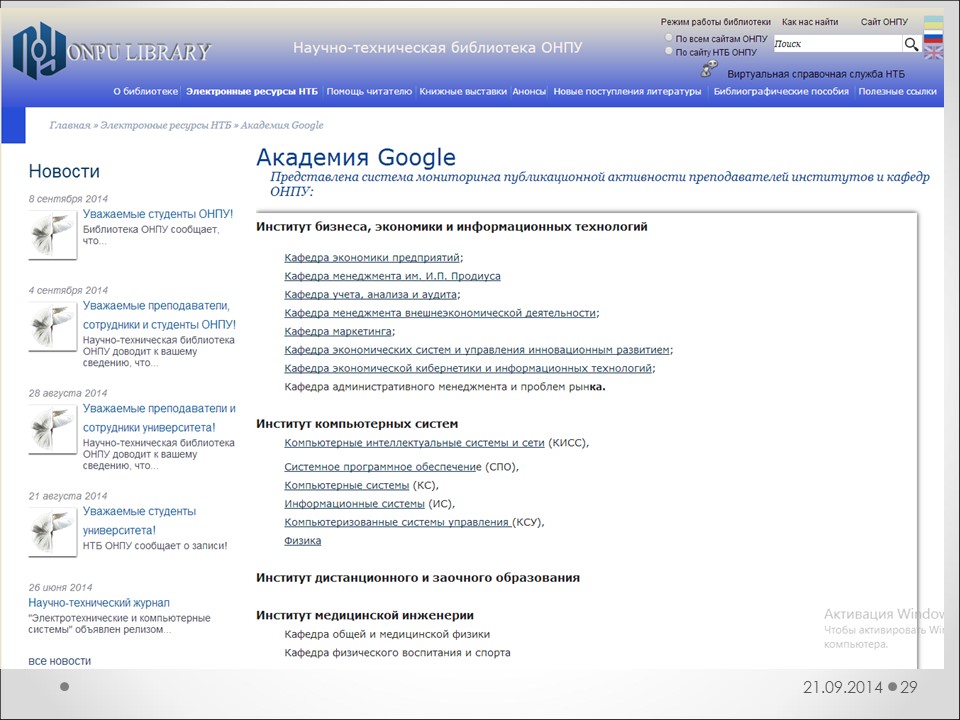 ONPU LIBRARY
Научно-техническая библиотека ОНПУ
Режим работы библиотеки Как нас найти Сайт ОНПУ
По всем сайтам ОНПУ
По сайту НТБ ОНПУ
Поиск
Виртуальная справочная служба НТБ
О библиотеке Электронные ресурсы НТБ Помощь читателю Книжные выставки Анонсы Новые поступления литературы Библиографические пособия Полезные ссылки
Главная » Электронные ресурсы НТБ » Академия Google
Новости
8 сентября 2014
Уважаемые студенты ОНПУ!
Библиотека ОНПУ сообщает,
что...
4 сентября 2014
Уважаемые преподаватели,
сотрудники и студенты ОНПУ!
Научно-техническая библиотека
ОНПУ доводит к вашему
сведению, что...
28 августа 2014
Уважаемые преподаватели и
сотрудники университета!
Научно-техническая библиотека
ОНПУ доводит к вашему
сведению, что...
21 августа 2014
Уважаемые студенты
университета!
НТБ ОНПУ сообщает о записи!
26 июня 2014
Научно-технический журнал
"Электротехнические и компьютерные
системы" объявлен релизом...
все новости
Академия Google
Представлена система мониторинга публикационной активности преподавателей институтов и кафедр
ОНПУ:
Институт бизнеса, экономики и информационных технологий
Кафедра экономики предприятий;
Кафедра менеджмента им. И.П. Продиуса
Кафедра учета, анализа и аудита;
Кафедра менеджмента внешнеэкономической деятельности;
Кафедра маркетинга;
Кафедра экономических систем и управления инновационным развитием;
Кафедра экономической кибернетики и информационных технологий;
Кафедра административного менеджмента и проблем рынка.
Институт компьютерных систем
Компьютерные интеллектуальные системы и сети (КИСС),
Системное программное обеспечение (СПО),
Компьютерные системы (КС),
Информационные системы (ИС),
Компьютеризованные системы управления (КСУ),
Физика
Институт дистанционного и заочного образования
Институт медицинской инженерии
Кафедра общей и медицинской физики
Кафедра физического воспитания и спорта
Активация Window
Чтобы активировать Wi
компьютера.
21.09.2014 29